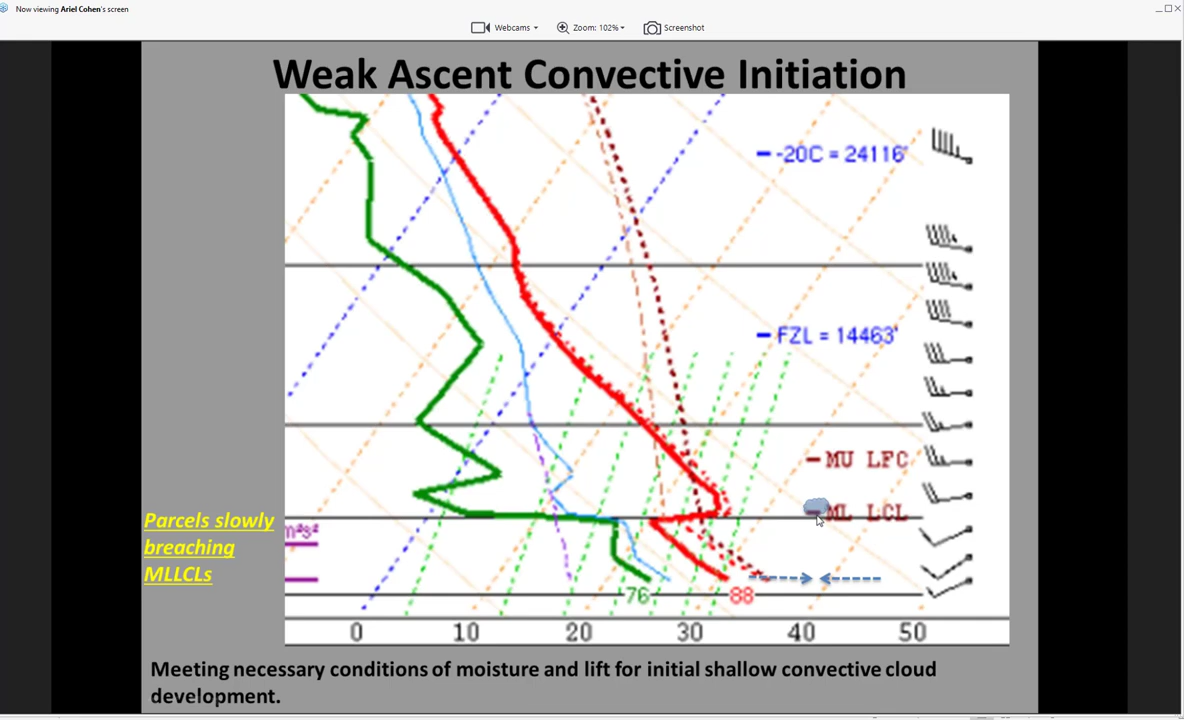 Now viewing Ariel Cohen's screen
Webcams
Zoom: 102%
Screenshot
Weak Ascent Convective Initiation
-20C = 24116'
FZL = 14463'
MU LFC
ML LCL
Parcels slowly
breaching
MLLCLs
m²s²
76 88
0 10 20 30 40 50
Meeting necessary conditions of moisture and lift for initial shallow convective cloud
development.